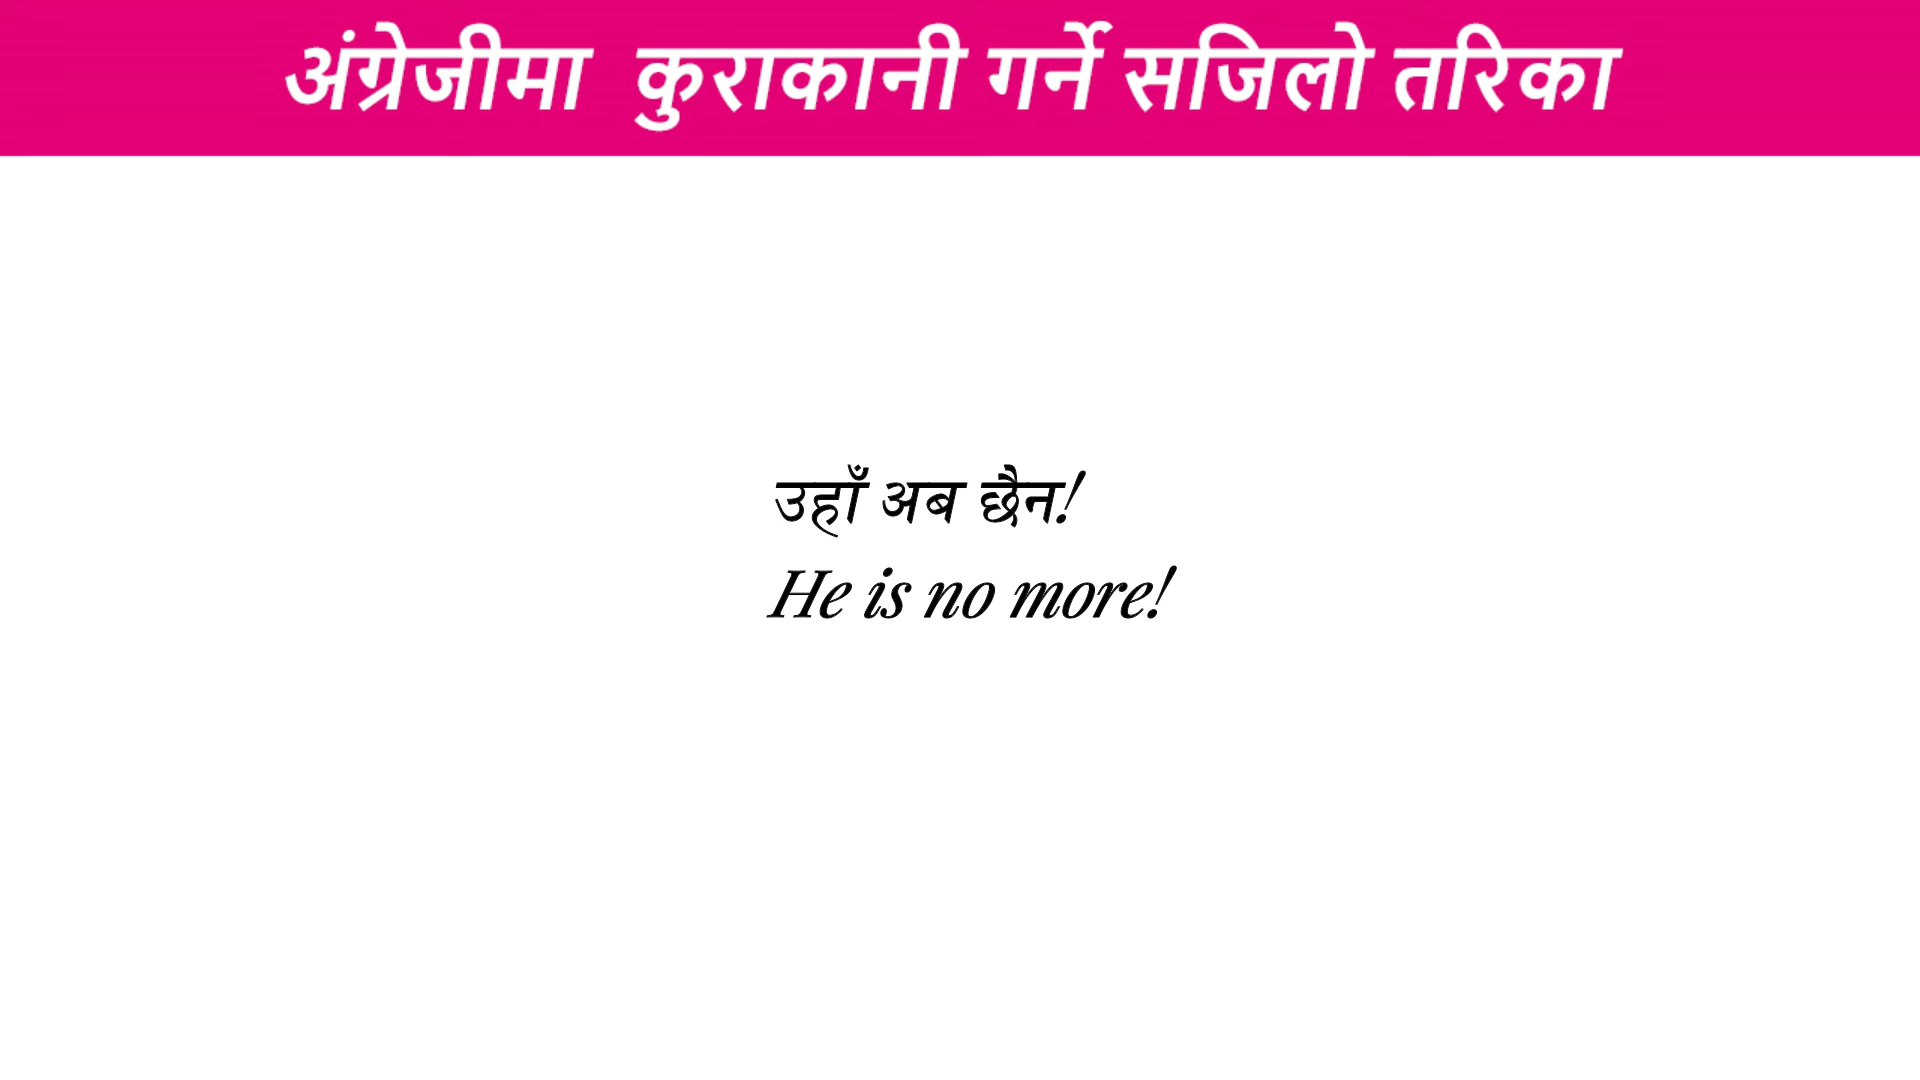 अंग्रेजीमा कुराकानी गर्ने सजिलो तरिका
उहाँ अब छैन!
He is no more!